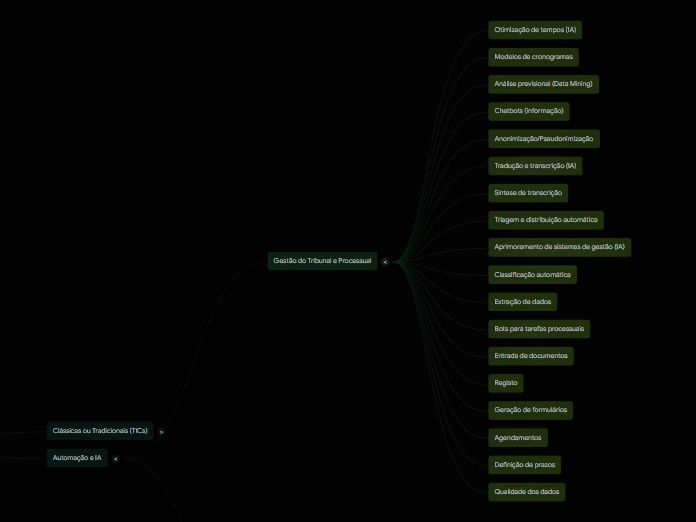 Otimização de tempos (IA)
Modelos de cronogramas
Análise previsional (Data Mining)
Chatbots (informação)
Anonimização/Pseudonimização
Tradução e transcrição (IA)
Síntese de transcrição
Triagem e distribuição automática
Aprimoramento de sistemas de gestão (IA)
Gestão do Tribunal e Processual <
Classificação automática
Extração de dados
Bots para tarefas processuais
Entrada de documentos
Registo
Geração de formulários
Clássicas ou Tradicionais (TICs) >
Agendamentos
Automação e IA <
Definição de prazos
Qualidade dos dados